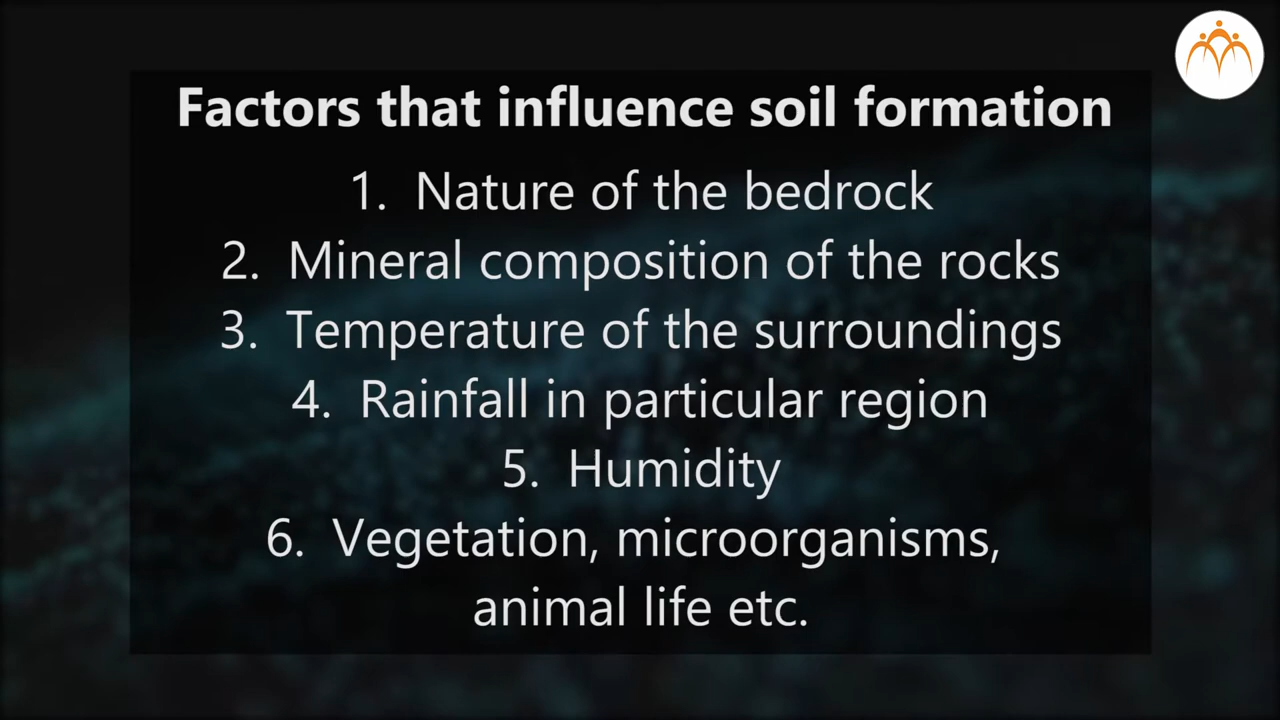 Factors that influence soil formation
1. Nature of the bedrock
2. Mineral composition of the rocks
3. Temperature of the surroundings
4. Rainfall in particular region
5. Humidity
6. Vegetation, microorganisms,
animal life etc.